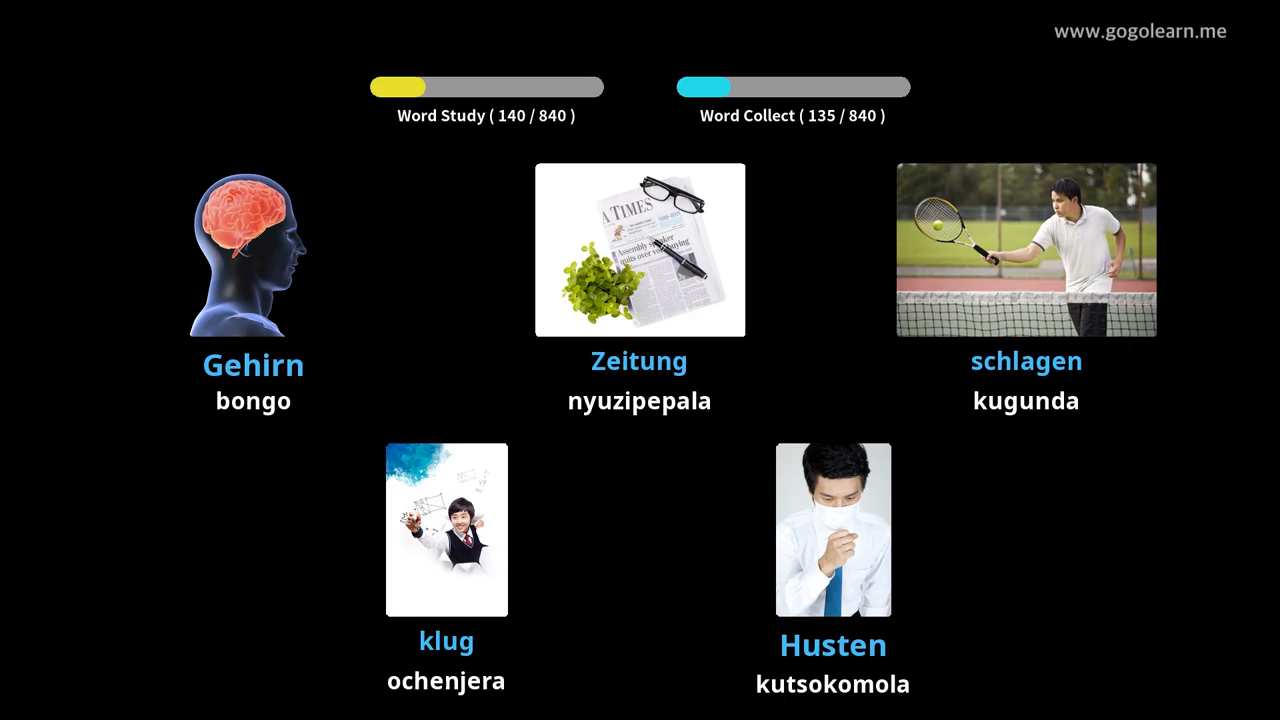 www.gogolearn.me
Word Study ( 140 / 840 )
Word Collect ( 135 / 840 )
A TIMES
Gehirn
bongo
Zeitung
nyuzipepala
schlagen
kugunda
klug
ochenjera
Husten
kutsokomola